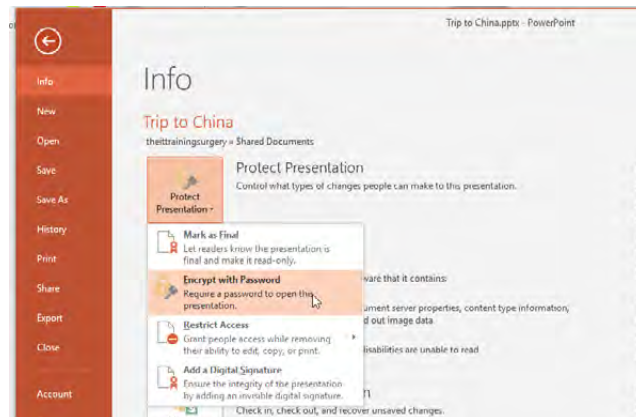 Trip to China.pptx - PowerPoint
Info
New
Open
Save
Save As
History
Print
Share
Export
Close
Account
Info
Trip to China
theittrainingsurgery » Shared Documents
Protect Presentation
Protect Presentation
Control what types of changes people can make to this presentation.
Mark as Final
Let readers know the presentation is
final and make it read-only.
Encrypt with Password
Require a password to open this
presentation.
Restrict Access
Grant people access while removing
their ability to edit, copy, or print.
Add a Digital Signature
Ensure the integrity of the presentation
by adding an invisible digital signature.
ware that it contains:
ument server properties, content type information,
d out image data
disabilities are unable to read
Check in, check out, and recover unsaved changes.